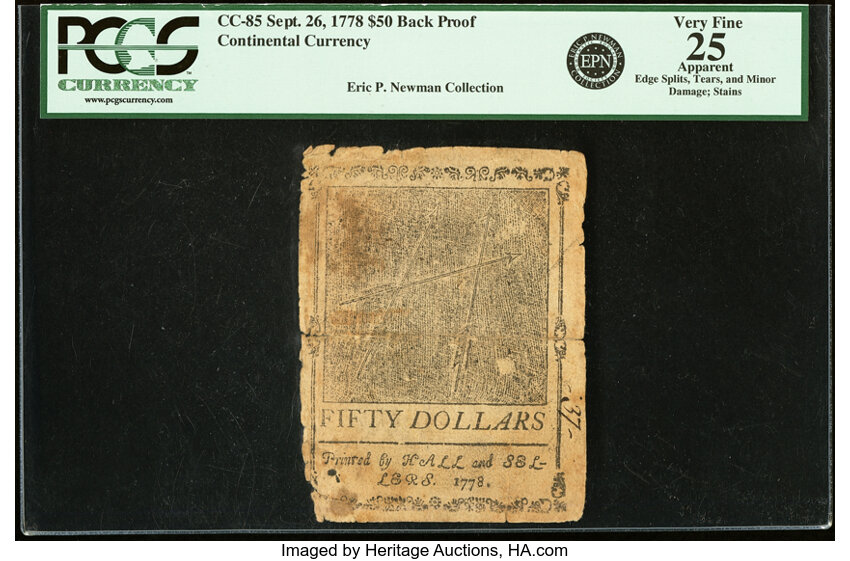 PCGS
CURRENCY
www.pcgscurrency.com
CC-85 Sept. 26, 1778 $50 Back Proof
Continental Currency
Eric P. Newman Collection
ERIC P. NEWMAN
EPN
COLLECTION
Very Fine
25
Apparent
Edge Splits, Tears, and Minor
Damage; Stains
FIFTY DOLLARS
Printed by HALL and SEL-
LERS. 1778.
37-
Imaged by Heritage Auctions, HA.com